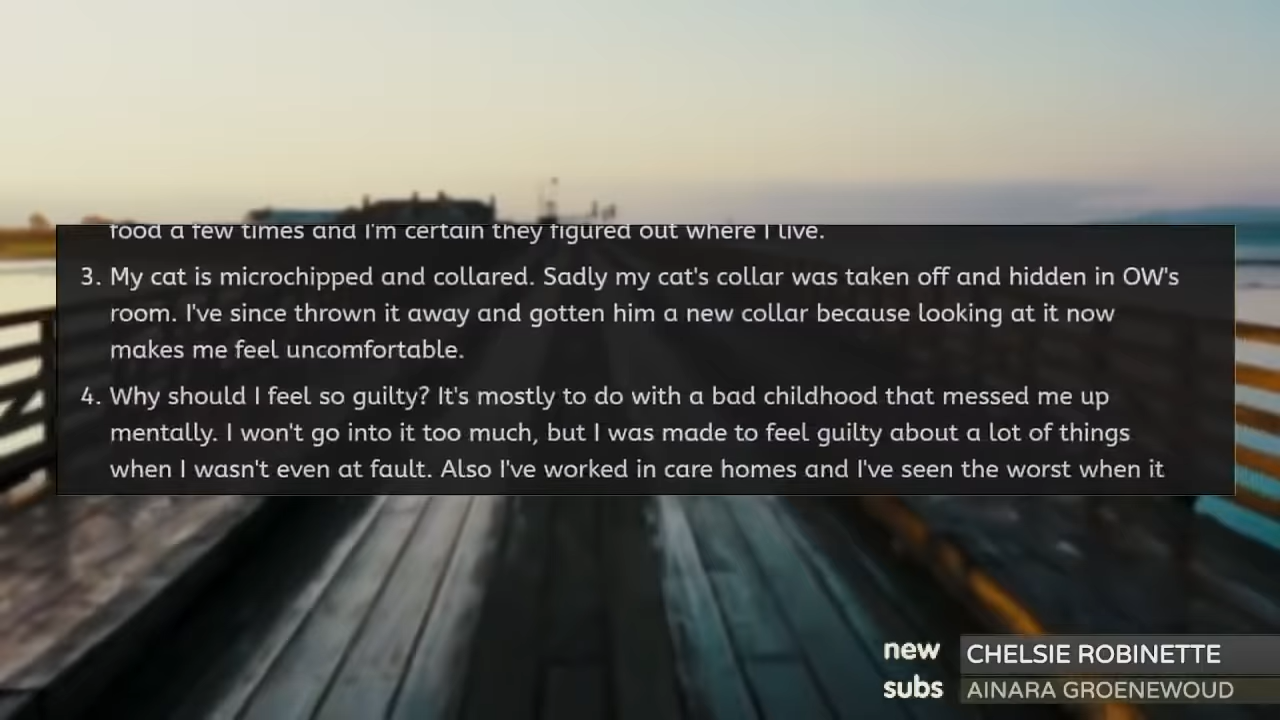 food a few times and I'm certain they figured out where I live.
3. My cat is microchipped and collared. Sadly my cat's collar was taken off and hidden in OW's
room. I've since thrown it away and gotten him a new collar because looking at it now
makes me feel uncomfortable.
4. Why should I feel so guilty? It's mostly to do with a bad childhood that messed me up
mentally. I won't go into it too much, but I was made to feel guilty about a lot of things
when I wasn't even at fault. Also I've worked in care homes and I've seen the worst when it
new CHELSIE ROBINETTE
subs AINARA GROENEWOUD